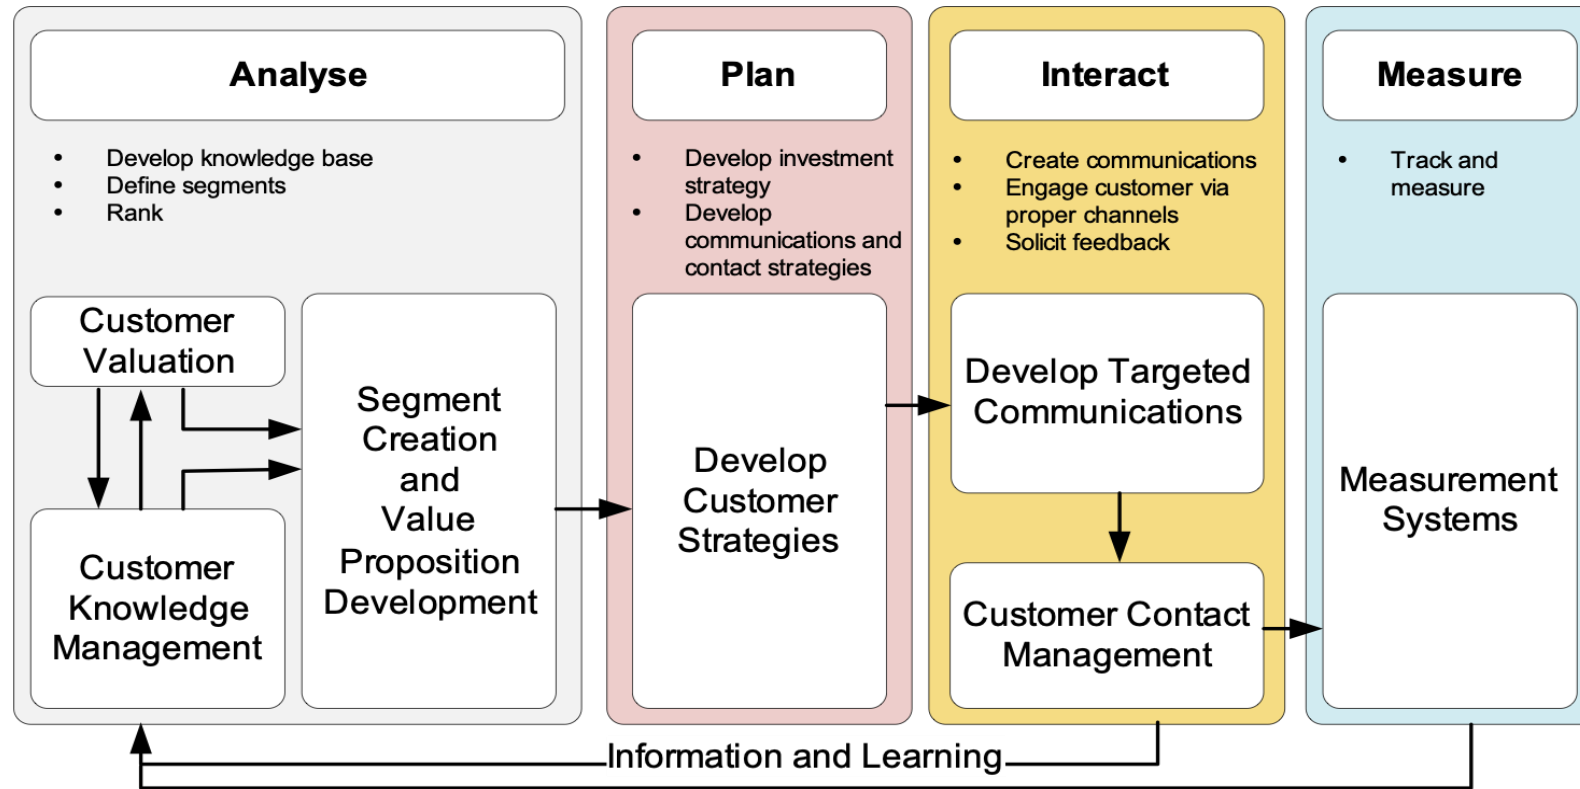 Analyse
• Develop knowledge base
• Define segments
• Rank
Customer
Valuation
Customer
Knowledge
Management
Segment
Creation
and
Value
Proposition
Development
Plan
• Develop investment
strategy
• Develop
communications and
contact strategies
Develop
Customer
Strategies
Interact
• Create communications
• Engage customer via
proper channels
• Solicit feedback
Develop Targeted
Communications
Customer Contact
Management
Measure
• Track and
measure
Measurement
Systems
Information and Learning